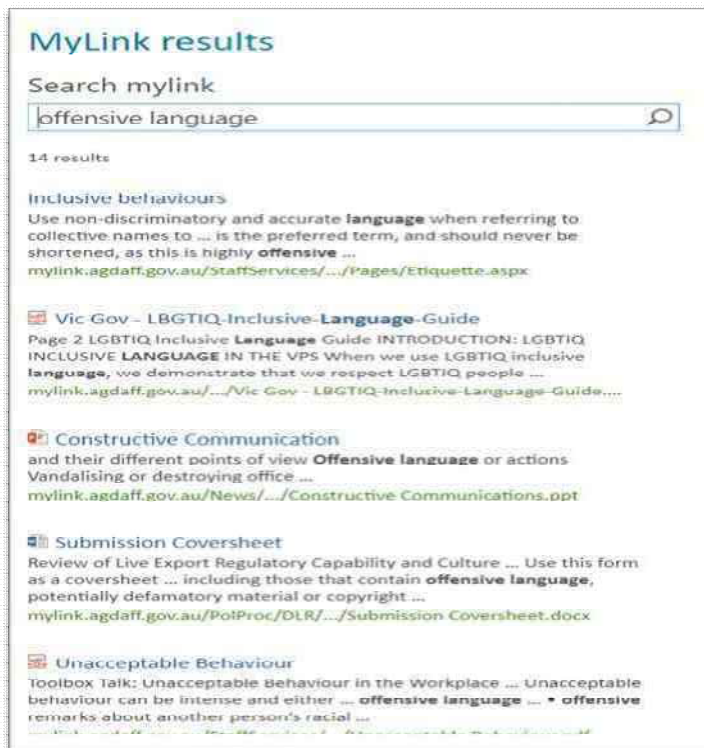 MyLink results
Search mylink
offensive language
14 results
Inclusive behaviours
Use non-discriminatory and accurate language when referring to
collective names to ... is the preferred term, and should never be
shortened, as this is highly offensive ...
mylink.agdaff.gov.au/StaffServices/.../Pages/Etiquette.aspx
Vic Gov - LBGTIQ-Inclusive-Language-Guide
Page 2 LGBTIQ Inclusive Language Guide INTRODUCTION: LGBTIQ
INCLUSIVE LANGUAGE IN THE VPS When we use LGBTIQ inclusive
language, we demonstrate that we respect LGBTIQ people ...
mylink.agdaff.gov.au/.../Vic Gov - LBGTIQ-Inclusive-Language-Guide....
Constructive Communication
and their different points of view Offensive language or actions
Vandalising or destroying office ...
mylink.agdaff.gov.au/News/.../Constructive Communications.ppt
Submission Coversheet
Review of Live Export Regulatory Capability and Culture ... Use this form
as a coversheet ... including those that contain offensive language,
potentially defamatory material or copyright ...
mylink.agdaff.gov.au/PolProc/DLR/.../Submission Coversheet.docx
Unacceptable Behaviour
Toolbox Talk: Unacceptable Behaviour in the Workplace ... Unacceptable
behaviour can be intense and either ... offensive language ... • offensive
remarks about another person's racial ...